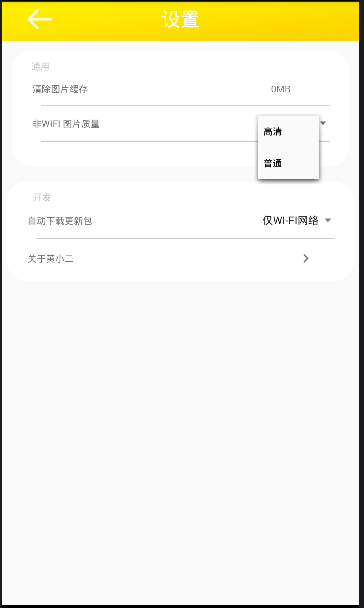 设置
通用
清除图片缓存 0MB
非WIFI 图片质量
高清
普通
开发
自动下载更新包 仅WI-FI网络
关于黄小二